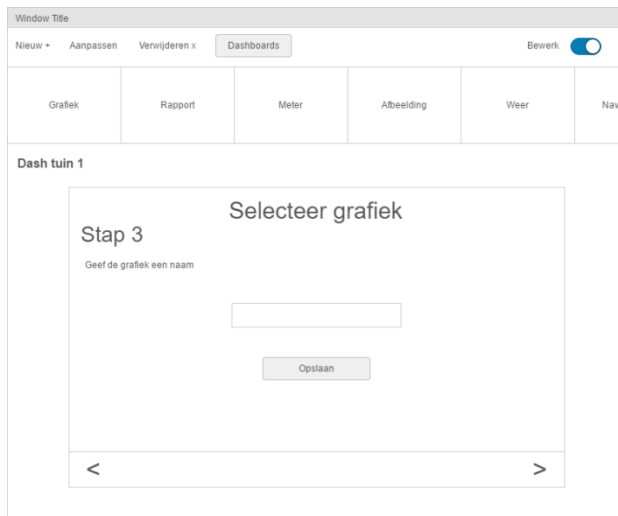 Window Title
Nieuw + Aanpassen Verwijderen x Dashboards Bewerk
Grafiek Rapport Meter Afbeelding Weer Nav
Dash tuin 1
Selecteer grafiek
Stap 3
Geef de grafiek een naam
Opslaan
< >